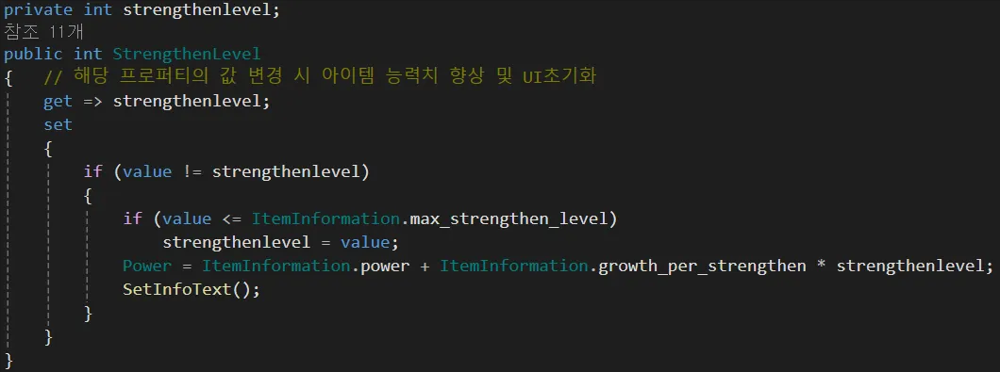 private int strengthenlevel;
참조 11개
public int StrengthenLevel
{   // 해당 프로퍼티의 값 변경 시 아이템 능력치 향상 및 UI초기화
    get => strengthenlevel;
    set
    {
        if (value != strengthenlevel)
        {
            if (value <= ItemInformation.max_strengthen_level)
                strengthenlevel = value;
            Power = ItemInformation.power + ItemInformation.growth_per_strengthen * strengthenlevel;
            SetInfoText();
        }
    }
}